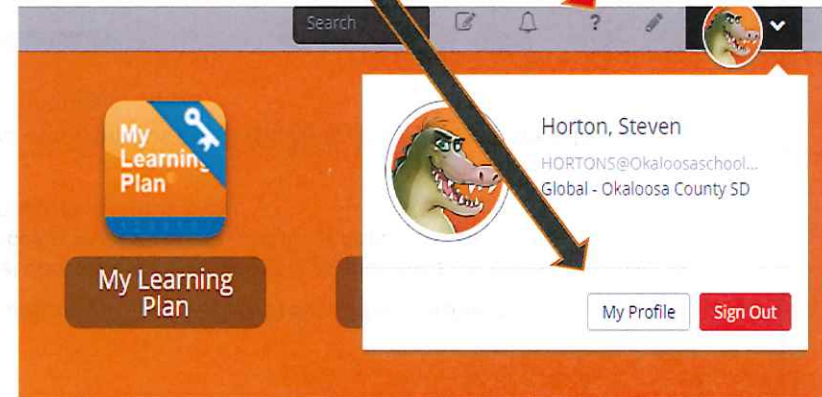 Search
?
Horton, Steven
HORTONS@Okaloosaschool...
Global - Okaloosa County SD
My
Learning
Plan
My Learning
Plan
My Profile
Sign Out